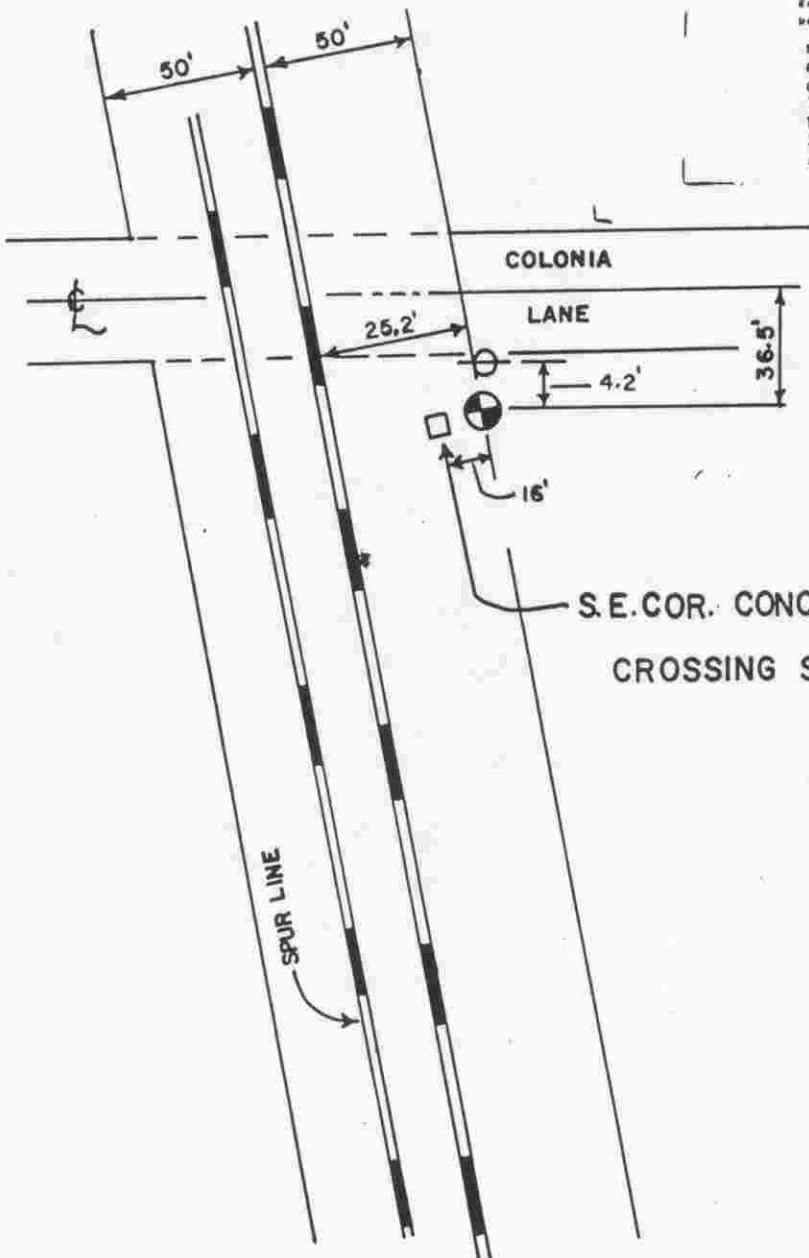 50'
50'
COLONIA
LANE
25.2'
36.5'
4.2'
16'
S.E. COR. CONC
CROSSING S
SPUR LINE